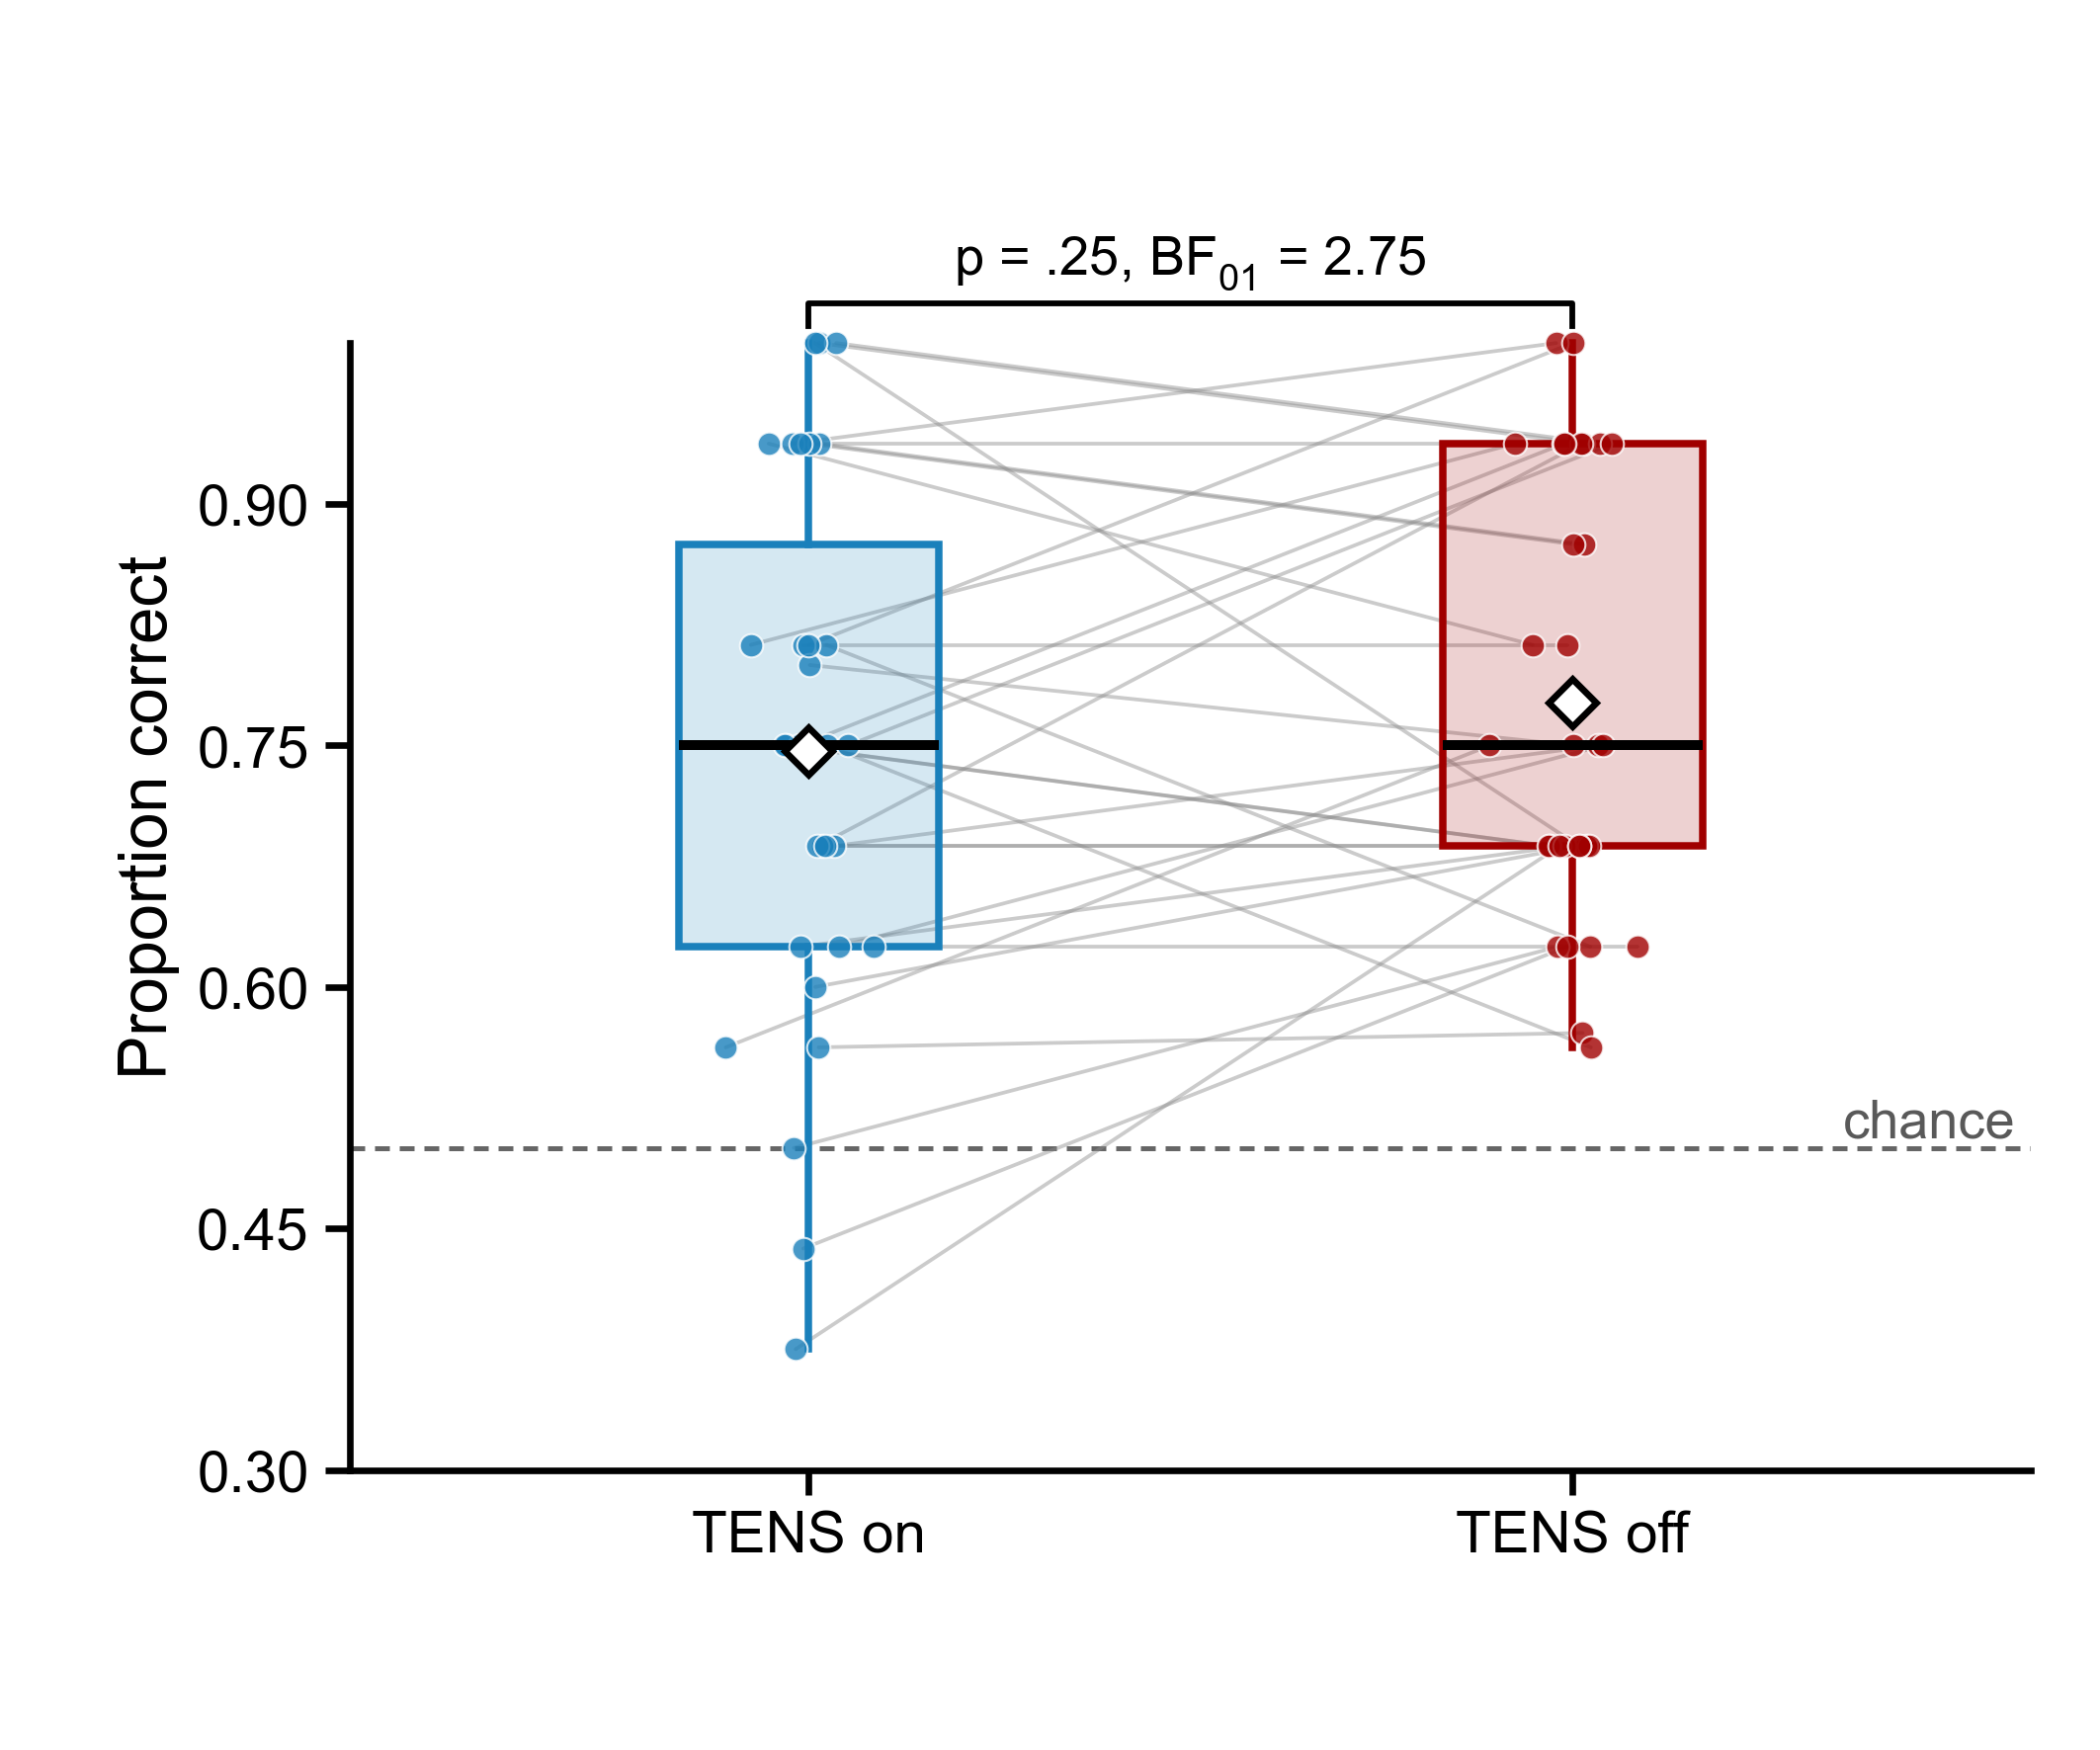 p = .25, BF01 = 2.75
0.90
0.75
0.60
0.45
0.30
Proportion correct
chance
TENS on
TENS off